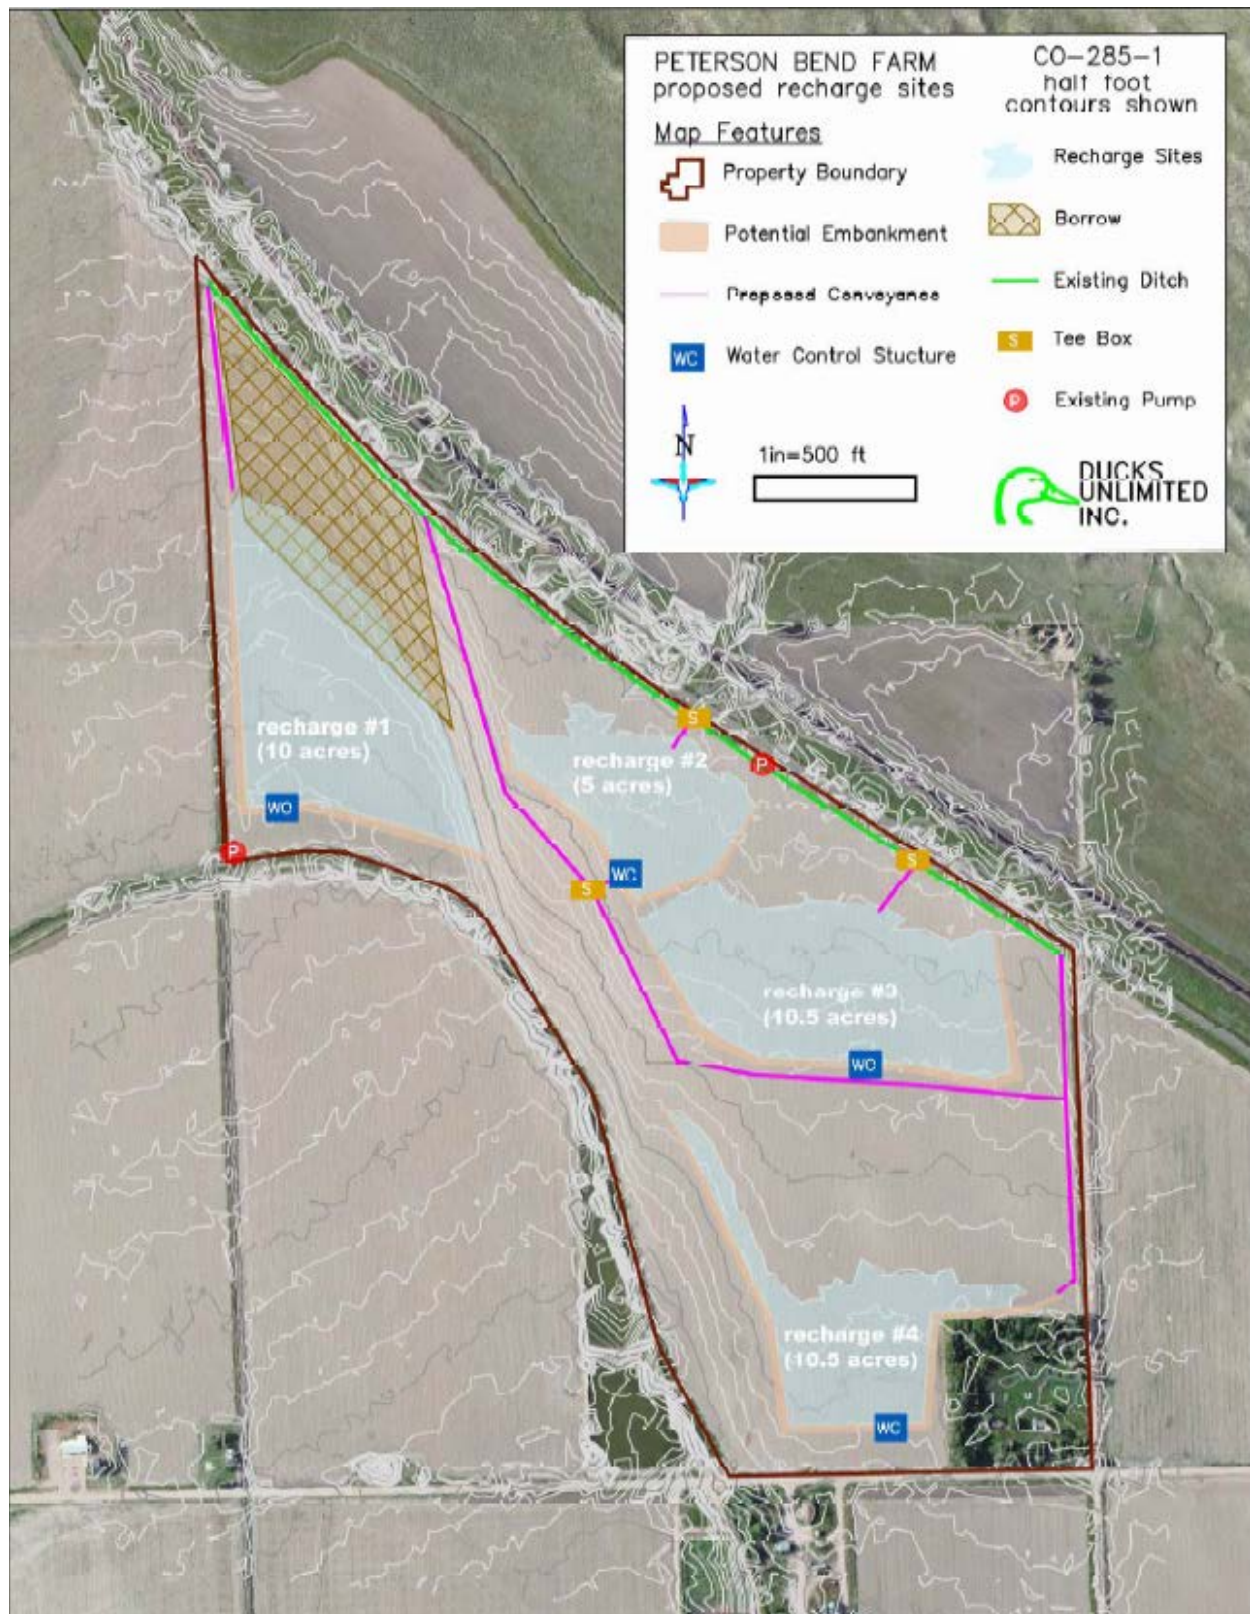 PETERSON BEND FARM
proposed recharge sites
CO-285-1
half foot
contours shown
Map Features
Property Boundary
Potential Embankment
Proposed Conveyance
WC
Water Control Stucture
Recharge Sites
Borrow
Existing Ditch
S
Tee Box
P
Existing Pump
N
1in=500 ft
DUCKS
UNLIMITED
INC.
recharge #1
(10 acres)
WC
P
S
recharge #2
(5 acres)
P
S
WC
S
recharge #3
(10.5 acres)
WC
recharge #4
(10.5 acres)
WC